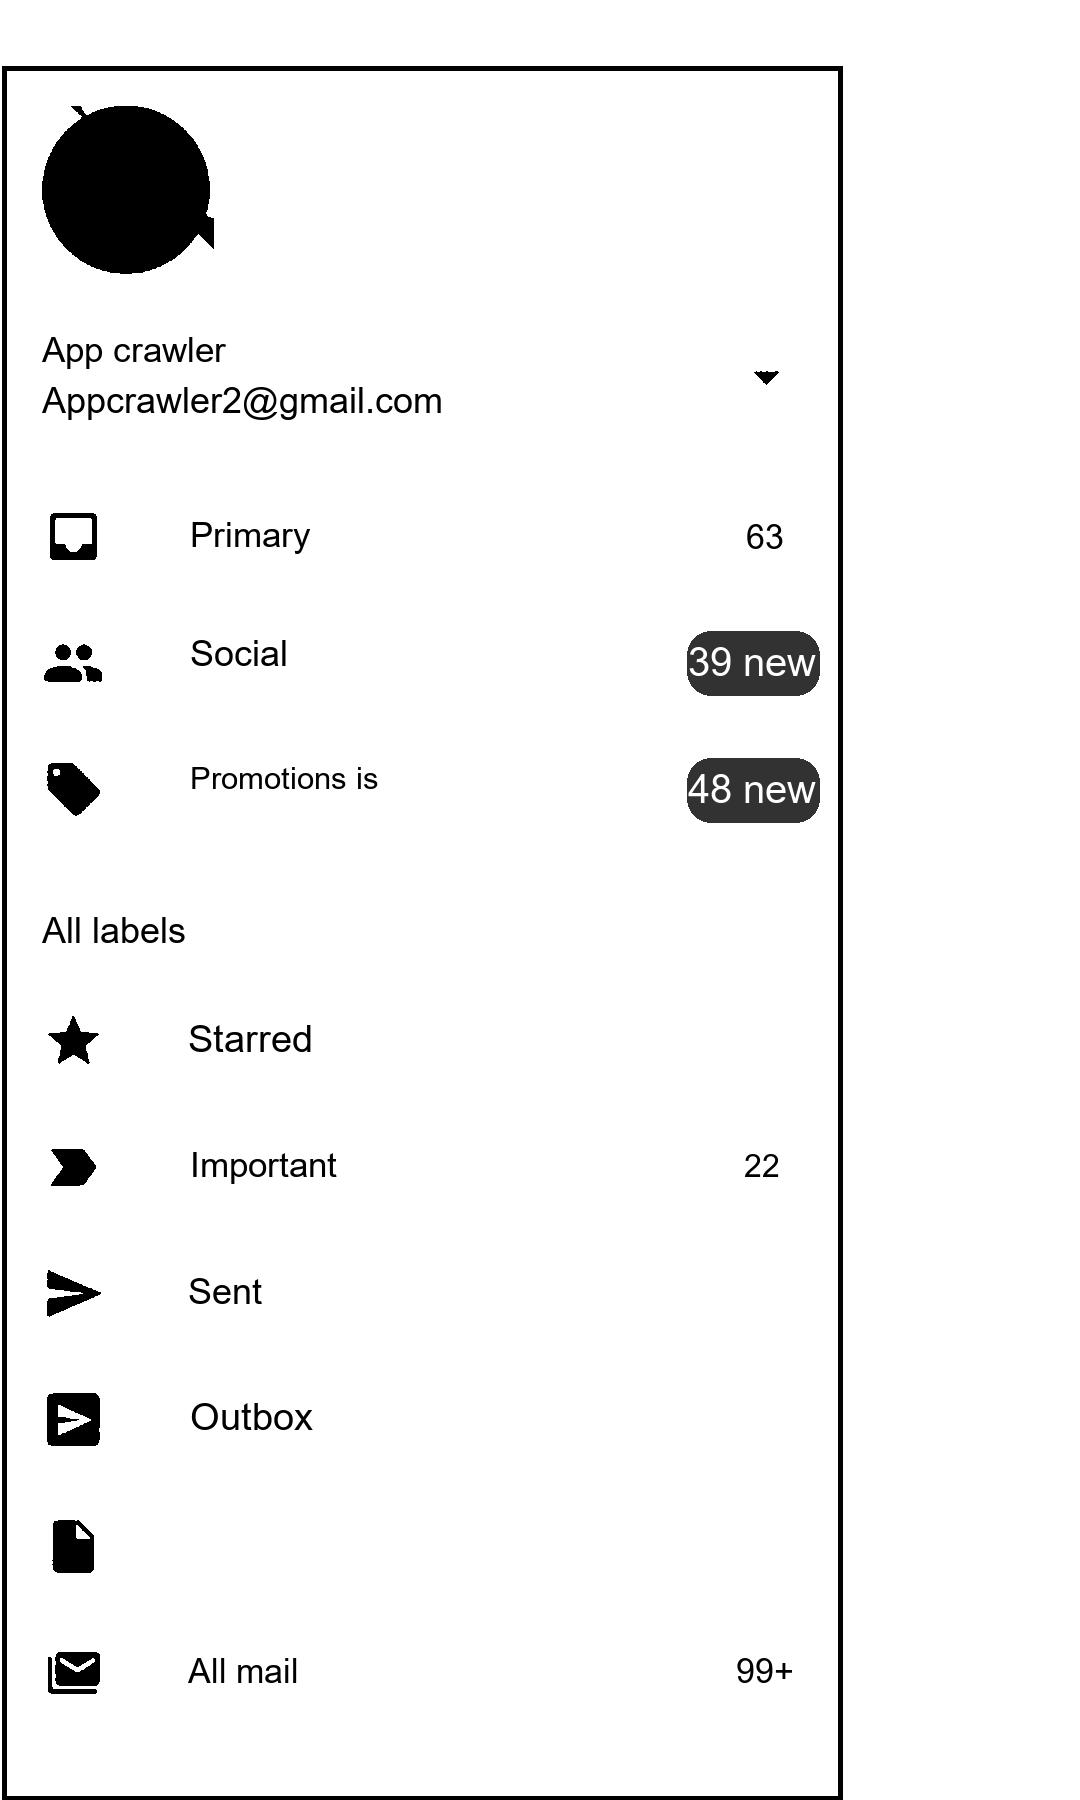 App crawler
Appcrawler2@gmail.com
Primary 63
Social 39 new
Promotions is 48 new
All labels
Starred
Important 22
Sent
Outbox
All mail 99+